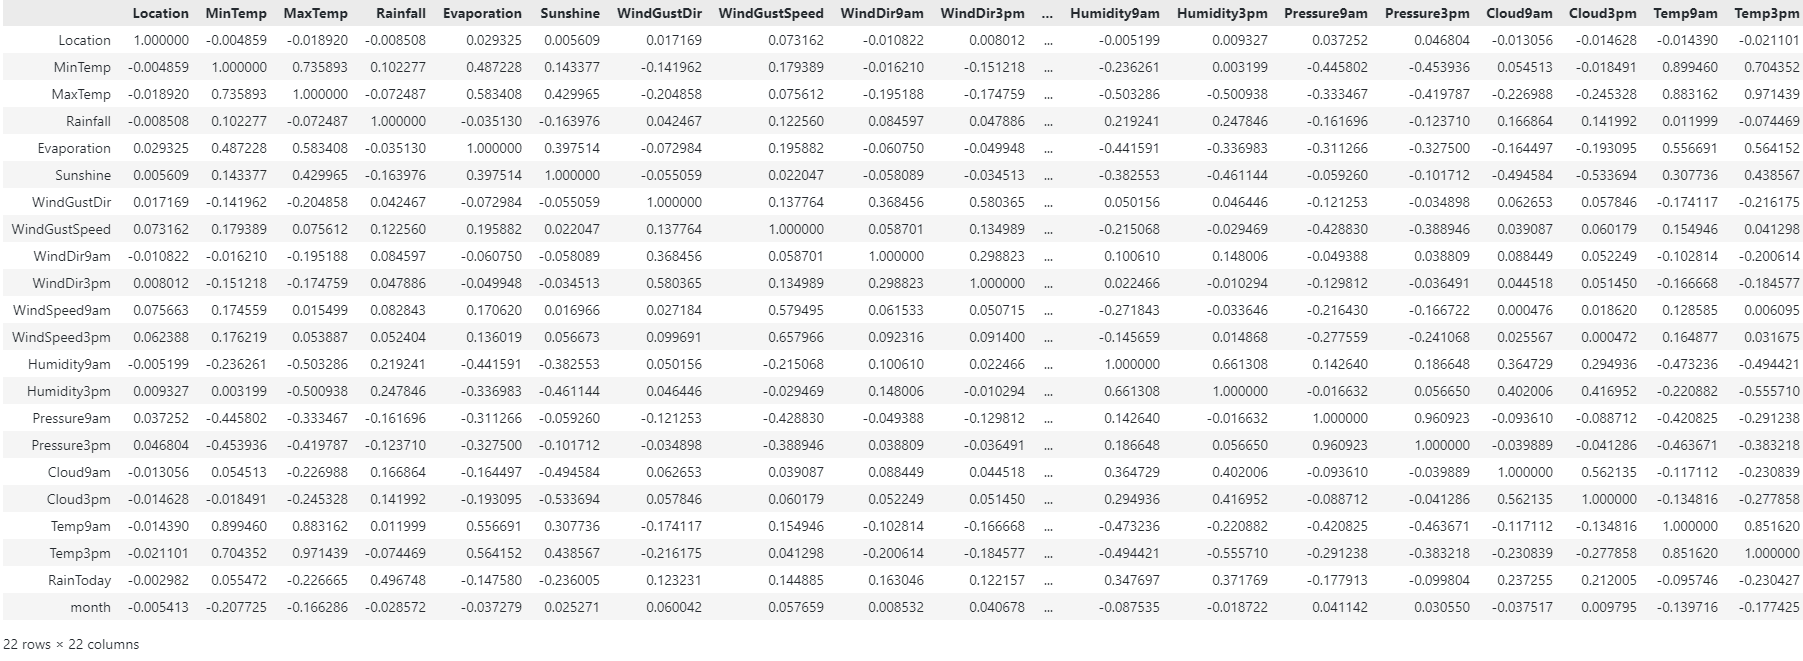 Location MinTemp MaxTemp Rainfall Evaporation Sunshine WindGustDir WindGustSpeed WindDir9am WindDir3pm ... Humidity9am Humidity3pm Pressure9am Pressure3pm Cloud9am Cloud3pm Temp9am Temp3pm
Location 1.000000 -0.004859 -0.018920 -0.008508 0.029325 0.005609 0.017169 0.073162 -0.010822 0.008012 ... -0.005199 0.009327 0.037252 0.046804 -0.013056 -0.014628 -0.014390 -0.021101
MinTemp -0.004859 1.000000 0.735893 0.102277 0.487228 0.143377 -0.141962 0.179389 -0.016210 -0.151218 ... -0.236261 0.003199 -0.445802 -0.453936 0.054513 -0.018491 0.899460 0.704352
MaxTemp -0.018920 0.735893 1.000000 -0.072487 0.583408 0.429965 -0.204858 0.075612 -0.195188 -0.174759 ... -0.503286 -0.500938 -0.333467 -0.419787 -0.226988 -0.245328 0.883162 0.971439
Rainfall -0.008508 0.102277 -0.072487 1.000000 -0.035130 -0.163976 0.042467 0.122560 0.084597 0.047886 ... 0.219241 0.247846 -0.161696 -0.123710 0.166864 0.141992 0.011999 -0.074469
Evaporation 0.029325 0.487228 0.583408 -0.035130 1.000000 0.397514 -0.072984 0.195882 -0.060750 -0.049948 ... -0.441591 -0.336983 -0.311266 -0.327500 -0.164497 -0.193095 0.556691 0.564152
Sunshine 0.005609 0.143377 0.429965 -0.163976 0.397514 1.000000 -0.055059 0.022047 -0.058089 -0.034513 ... -0.382553 -0.461144 -0.059260 -0.101712 -0.494584 -0.533694 0.307736 0.438567
WindGustDir 0.017169 -0.141962 -0.204858 0.042467 -0.072984 -0.055059 1.000000 0.137764 0.368456 0.580365 ... 0.050156 0.046446 -0.121253 -0.034898 0.062653 0.057846 -0.174117 -0.216175
WindGustSpeed 0.073162 0.179389 0.075612 0.122560 0.195882 0.022047 0.137764 1.000000 0.058701 0.134989 ... -0.215068 -0.029469 -0.428830 -0.388946 0.039087 0.060179 0.154946 0.041298
WindDir9am -0.010822 -0.016210 -0.195188 0.084597 -0.060750 -0.058089 0.368456 0.058701 1.000000 0.298823 ... 0.100610 0.148006 -0.049388 0.038809 0.088449 0.052249 -0.102814 -0.200614
WindDir3pm 0.008012 -0.151218 -0.174759 0.047886 -0.049948 -0.034513 0.580365 0.134989 0.298823 1.000000 ... 0.022466 -0.010294 -0.129812 -0.036491 0.044518 0.051450 -0.166668 -0.184577
WindSpeed9am 0.075663 0.174559 0.015499 0.082843 0.170620 0.016966 0.027184 0.579495 0.061533 0.050715 ... -0.271843 -0.033646 -0.216430 -0.166722 0.000476 0.018620 0.128585 0.006095
WindSpeed3pm 0.062388 0.176219 0.053887 0.052404 0.136019 0.056673 0.099691 0.657966 0.092316 0.091400 ... -0.145659 0.014868 -0.277559 -0.241068 0.025567 0.000472 0.164877 0.031675
Humidity9am -0.005199 -0.236261 -0.503286 0.219241 -0.441591 -0.382553 0.050156 -0.215068 0.100610 0.022466 ... 1.000000 0.661308 0.142640 0.186648 0.364729 0.294936 -0.473236 -0.494421
Humidity3pm 0.009327 0.003199 -0.500938 0.247846 -0.336983 -0.461144 0.046446 -0.029469 0.148006 -0.010294 ... 0.661308 1.000000 -0.016632 0.056650 0.402006 0.416952 -0.220882 -0.555710
Pressure9am 0.037252 -0.445802 -0.333467 -0.161696 -0.311266 -0.059260 -0.121253 -0.428830 -0.049388 -0.129812 ... 0.142640 -0.016632 1.000000 0.960923 -0.093610 -0.088712 -0.420825 -0.291238
Pressure3pm 0.046804 -0.453936 -0.419787 -0.123710 -0.327500 -0.101712 -0.034898 -0.388946 0.038809 -0.036491 ... 0.186648 0.056650 0.960923 1.000000 -0.039889 -0.041286 -0.463671 -0.383218
Cloud9am -0.013056 0.054513 -0.226988 0.166864 -0.164497 -0.494584 0.062653 0.039087 0.088449 0.044518 ... 0.364729 0.402006 -0.093610 -0.039889 1.000000 0.562135 -0.117112 -0.230839
Cloud3pm -0.014628 -0.018491 -0.245328 0.141992 -0.193095 -0.533694 0.057846 0.060179 0.052249 0.051450 ... 0.294936 0.416952 -0.088712 -0.041286 0.562135 1.000000 -0.134816 -0.277858
Temp9am -0.014390 0.899460 0.883162 0.011999 0.556691 0.307736 -0.174117 0.154946 -0.102814 -0.166668 ... -0.473236 -0.220882 -0.420825 -0.463671 -0.117112 -0.134816 1.000000 0.851620
Temp3pm -0.021101 0.704352 0.971439 -0.074469 0.564152 0.438567 -0.216175 0.041298 -0.200614 -0.184577 ... -0.494421 -0.555710 -0.291238 -0.383218 -0.230839 -0.277858 0.851620 1.000000
RainToday -0.002982 0.055472 -0.226665 0.496748 -0.147580 -0.236005 0.123231 0.144885 0.163046 0.122157 ... 0.347697 0.371769 -0.177913 -0.099804 0.237255 0.212005 -0.095746 -0.230427
month -0.005413 -0.207725 -0.166286 -0.028572 -0.037279 0.025271 0.060042 0.057659 0.008532 0.040678 ... -0.087535 -0.018722 0.041142 0.030550 -0.037517 0.009795 -0.139716 -0.177425
22 rows × 22 columns